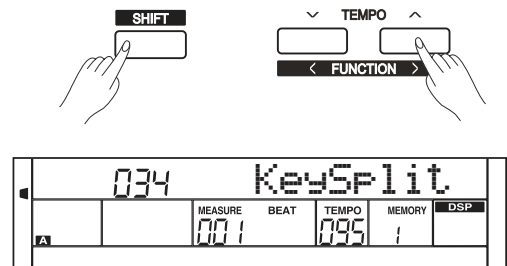 SHIFT
TEMPO
FUNCTION
034 KeySplit
MEASURE BEAT TEMPO MEMORY DSP
A 001 095 1